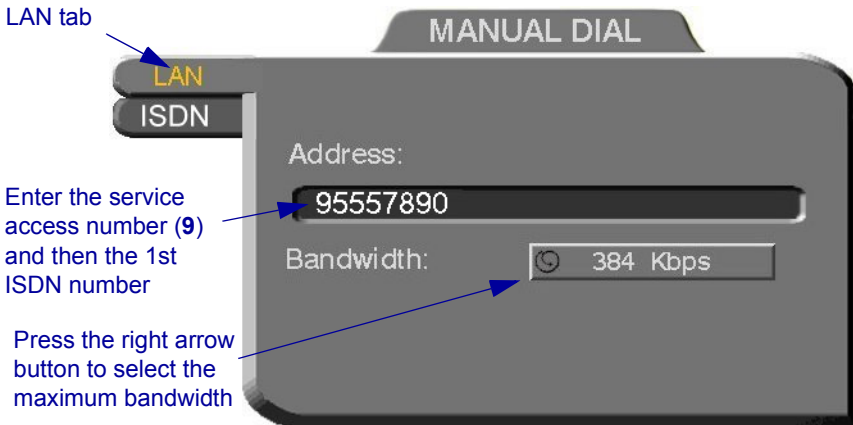 LAN tab
MANUAL DIAL
LAN
ISDN
Address:
95557890
Enter the service
access number (9)
and then the 1st
ISDN number
Bandwidth:
384 Kbps
Press the right arrow
button to select the
maximum bandwidth